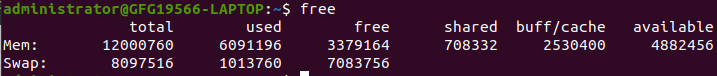 administrator@GFG19566-LAPTOP:~$ free
              total        used        free      shared  buff/cache   available
Mem:       12000760     6091196     3379164      708332     2530400     4882456
Swap:       8097516     1013760     7083756